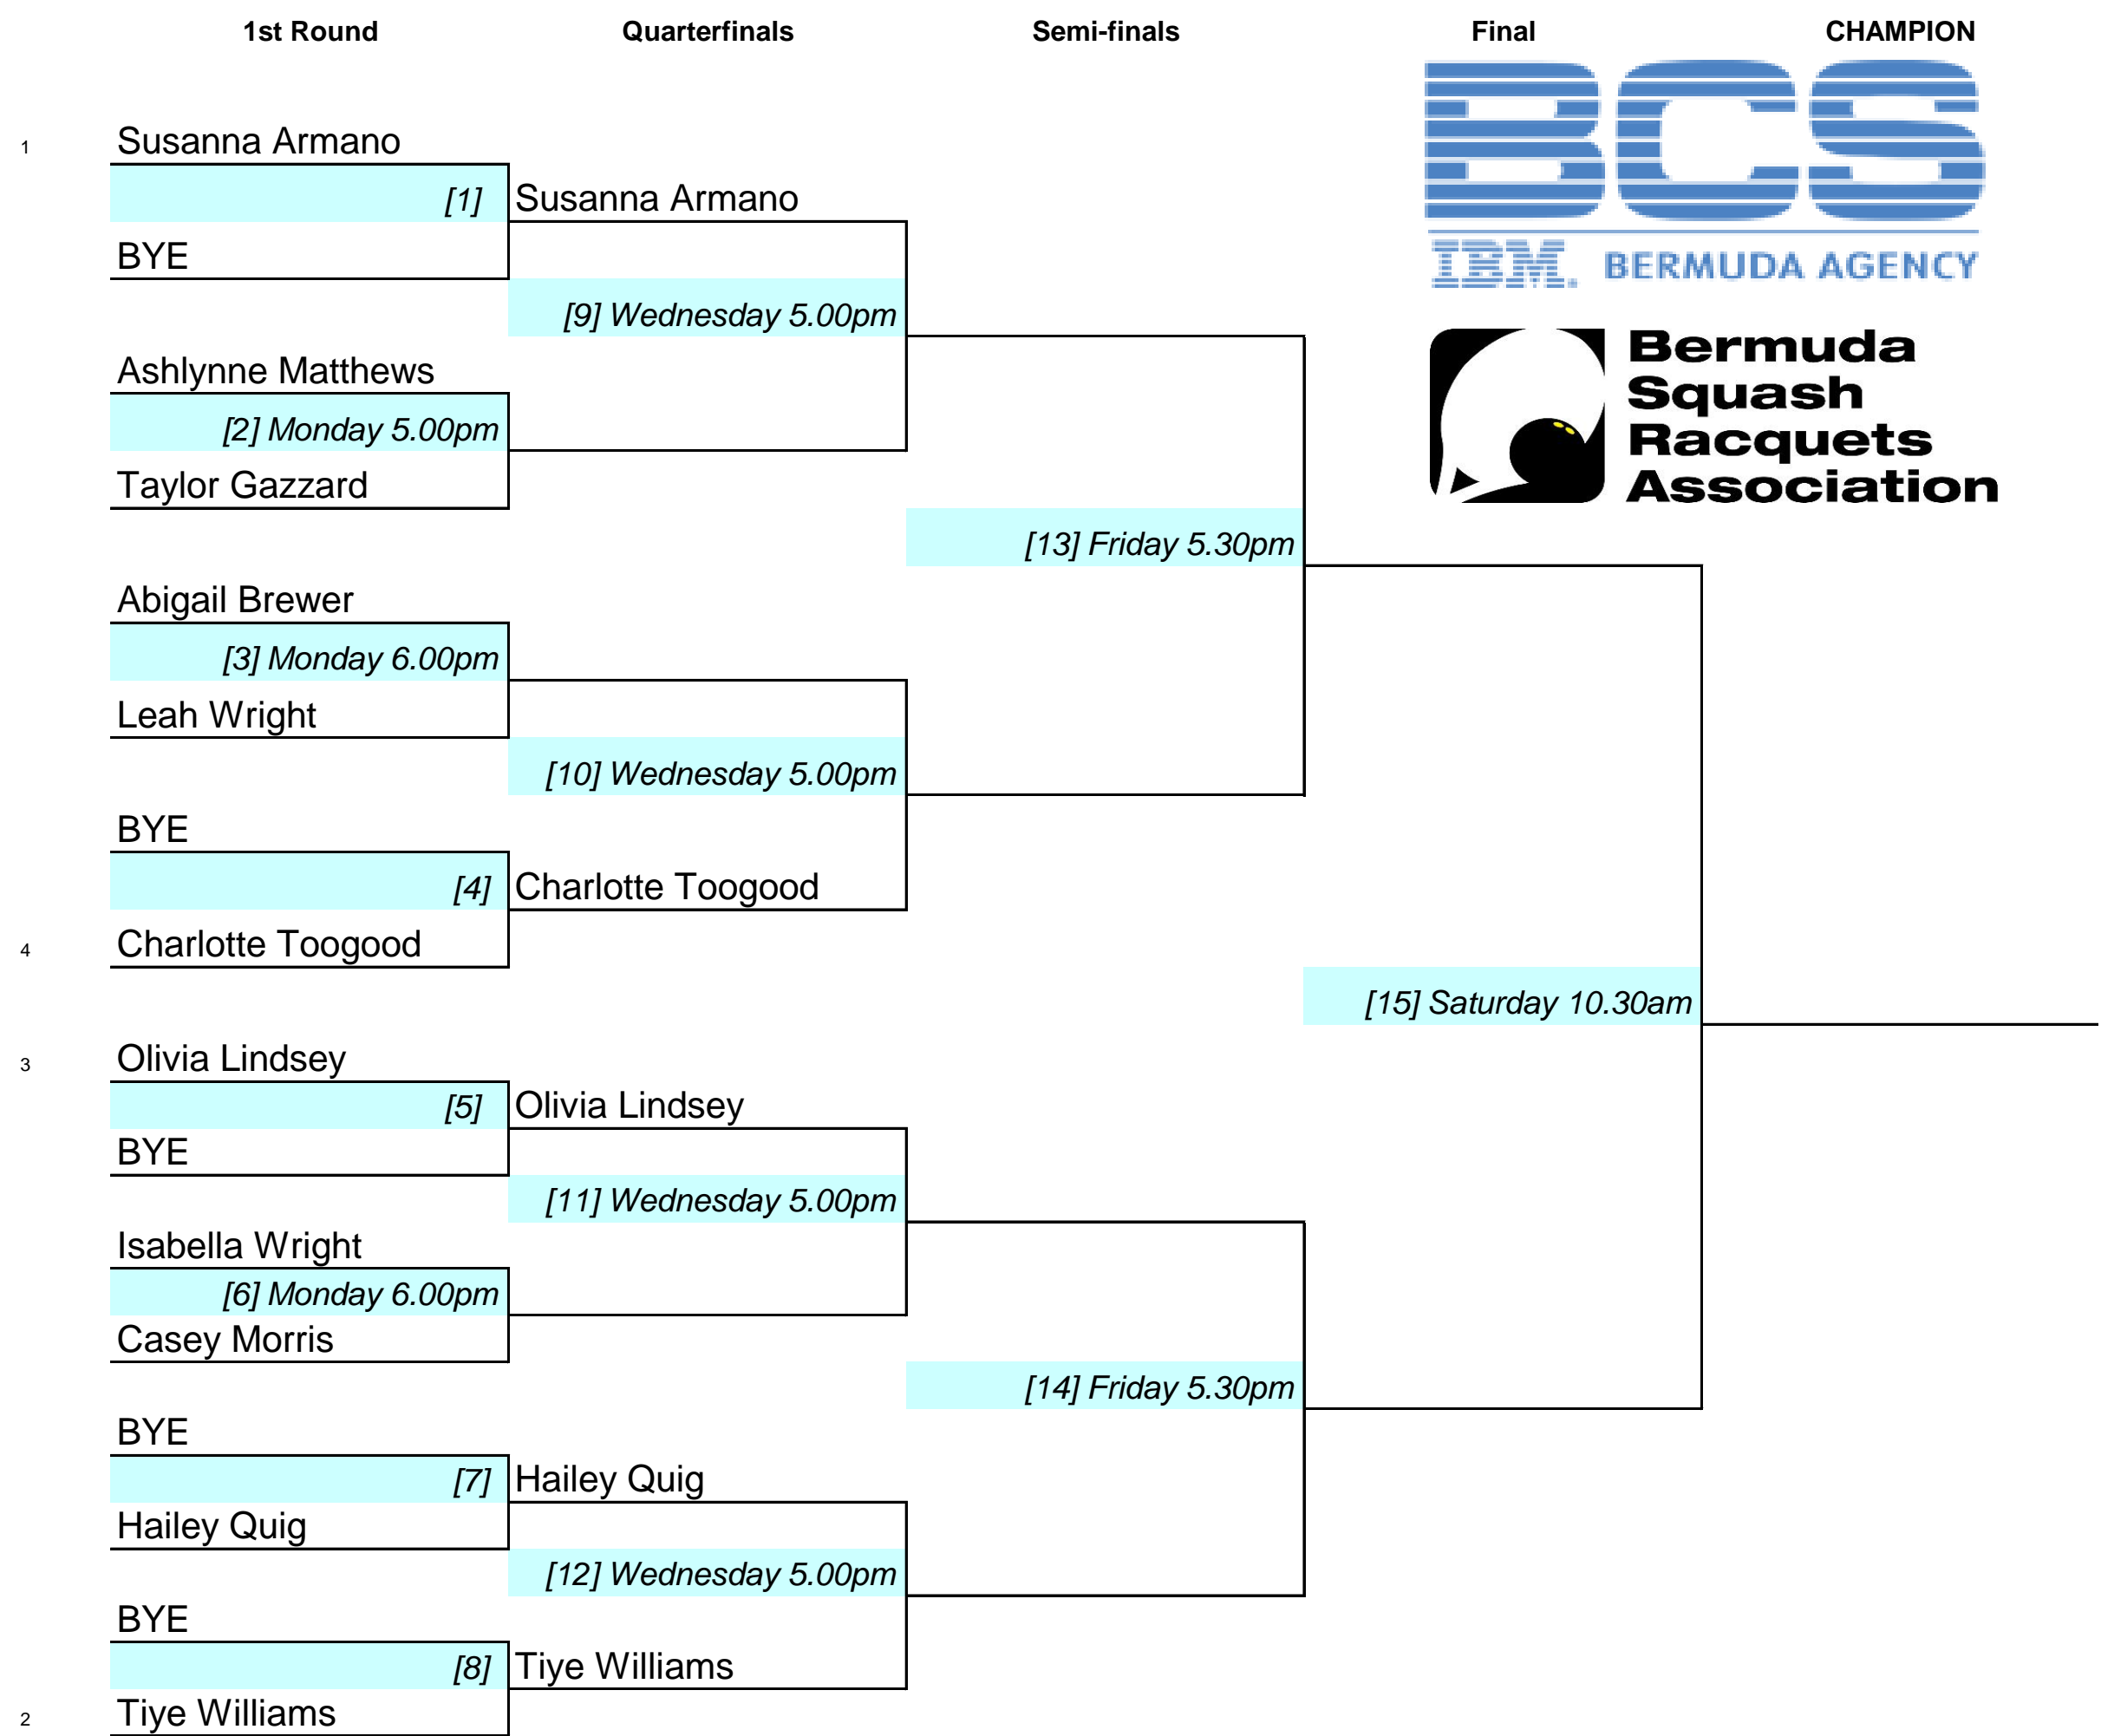 1st Round Quarterfinals Semi-finals Final CHAMPION
BCS
IBM. BERMUDA AGENCY
Bermuda
Squash
Racquets
Association
1 Susanna Armano
[1] Susanna Armano
BYE
[9] Wednesday 5.00pm
Ashlynne Matthews
[2] Monday 5.00pm
Taylor Gazzard
[13] Friday 5.30pm
Abigail Brewer
[3] Monday 6.00pm
Leah Wright
[10] Wednesday 5.00pm
BYE
[4] Charlotte Toogood
4 Charlotte Toogood
[15] Saturday 10.30am
3 Olivia Lindsey
[5] Olivia Lindsey
BYE
[11] Wednesday 5.00pm
Isabella Wright
[6] Monday 6.00pm
Casey Morris
[14] Friday 5.30pm
BYE
[7] Hailey Quig
Hailey Quig
[12] Wednesday 5.00pm
BYE
[8] Tiye Williams
2 Tiye Williams